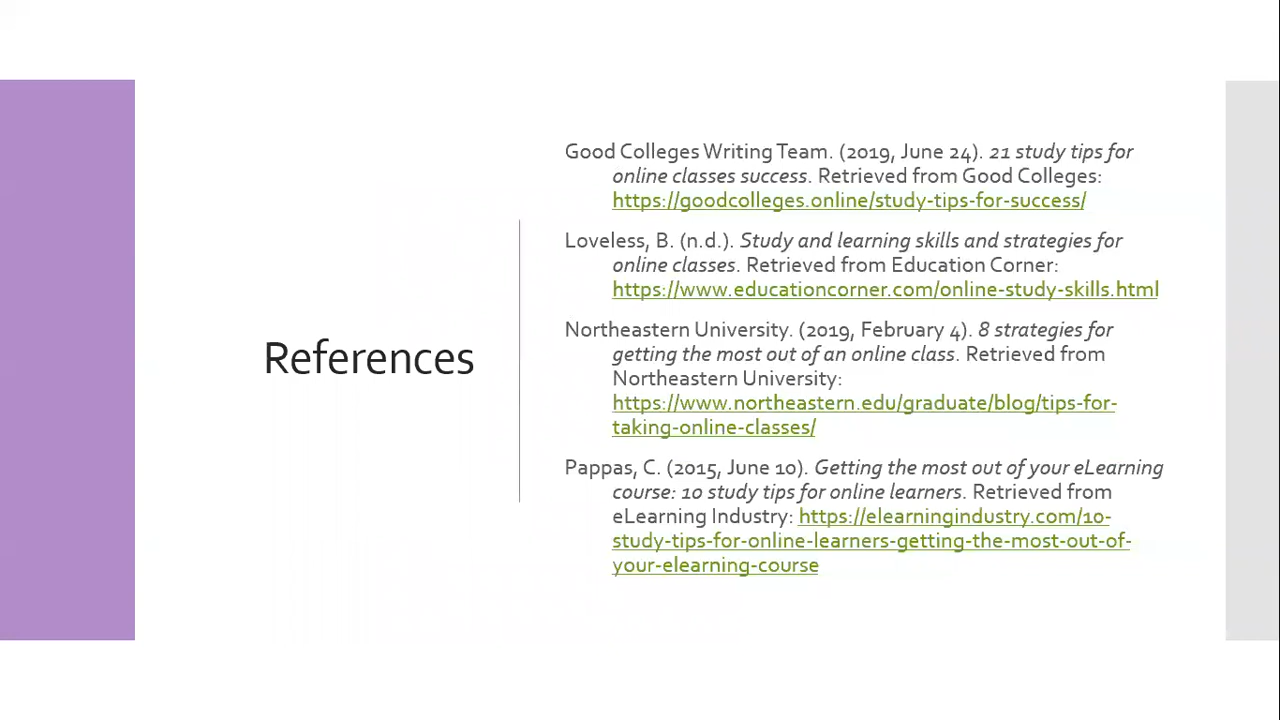 References
Good Colleges Writing Team. (2019, June 24). 21 study tips for
online classes success. Retrieved from Good Colleges:
https://goodcolleges.online/study-tips-for-success/
Loveless, B. (n.d.). Study and learning skills and strategies for
online classes. Retrieved from Education Corner:
https://www.educationcorner.com/online-study-skills.html
Northeastern University. (2019, February 4). 8 strategies for
getting the most out of an online class. Retrieved from
Northeastern University:
https://www.northeastern.edu/graduate/blog/tips-for-
taking-online-classes/
Pappas, C. (2015, June 10). Getting the most out of your eLearning
course: 10 study tips for online learners. Retrieved from
eLearning Industry: https://elearningindustry.com/10-
study-tips-for-online-learners-getting-the-most-out-of-
your-elearning-course